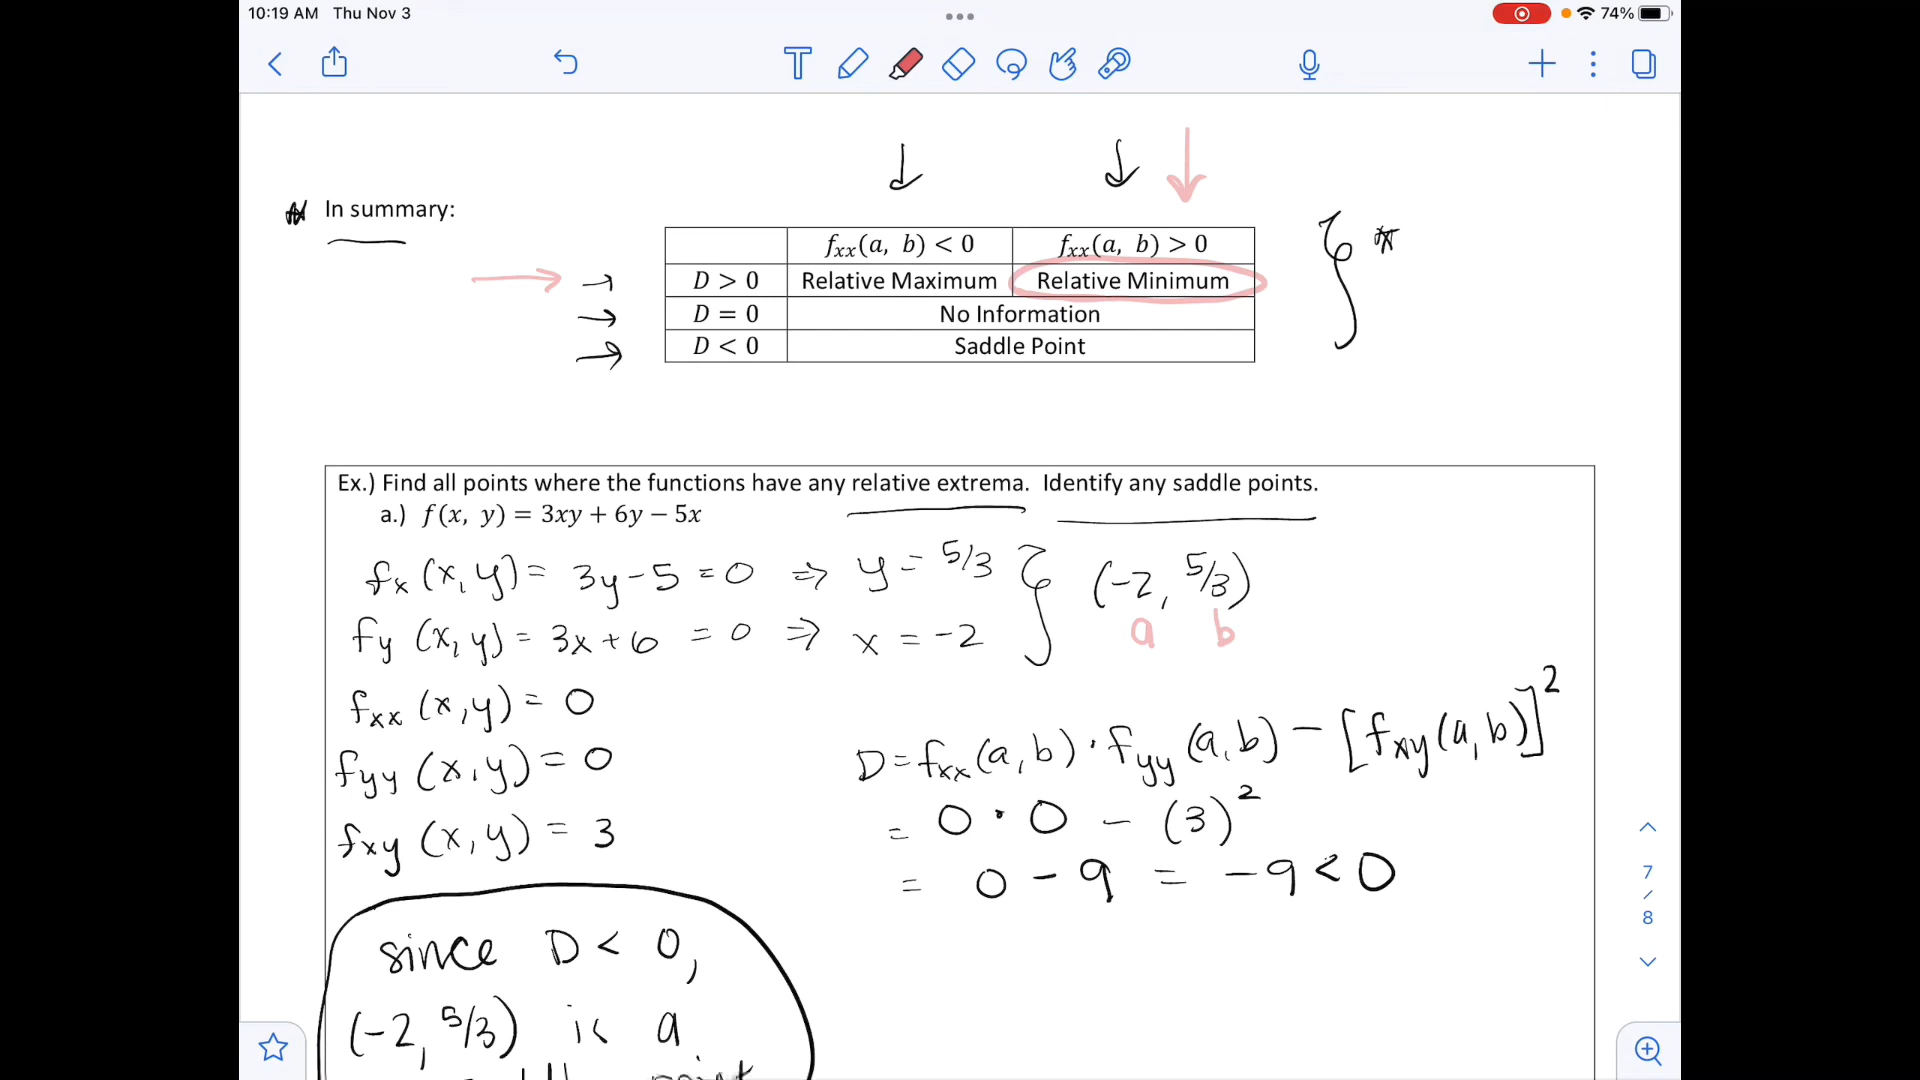 10:19 AM Thu Nov 3
74%
In summary:
f_xx(a, b) < 0 f_xx(a, b) > 0
D > 0 Relative Maximum Relative Minimum
D = 0 No Information
D < 0 Saddle Point
Ex.) Find all points where the functions have any relative extrema. Identify any saddle points.
a.) f(x, y) = 3xy + 6y − 5x
fx (x, y) = 3y - 5 = 0 ⇒ y = 5/3
(-2, 5/3)
a b
fy (x, y) = 3x + 6 = 0 ⇒ x = -2
fxx (x, y) = 0
fyy (x, y) = 0
fxy (x, y) = 3
D = fxx (a, b) · fyy (a, b) - [fxy (a, b)]²
= 0 · 0 - (3)²
= 0 - 9 = -9 < 0
since D < 0,
(-2, 5/3) is a
point
7
/
8